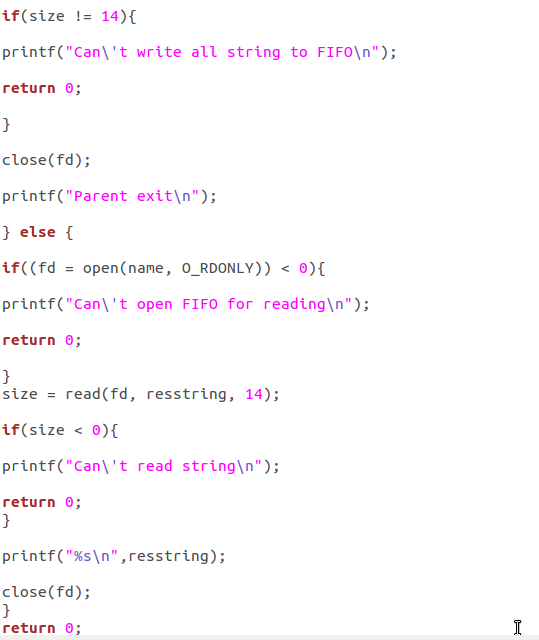 if(size != 14){
printf("Can\'t write all string to FIFO\n");
return 0;
}
close(fd);
printf("Parent exit\n");
} else {
if((fd = open(name, O_RDONLY)) < 0){
printf("Can\'t open FIFO for reading\n");
return 0;
}
size = read(fd, resstring, 14);
if(size < 0){
printf("Can\'t read string\n");
return 0;
}
printf("%s\n",resstring);
close(fd);
}
return 0;